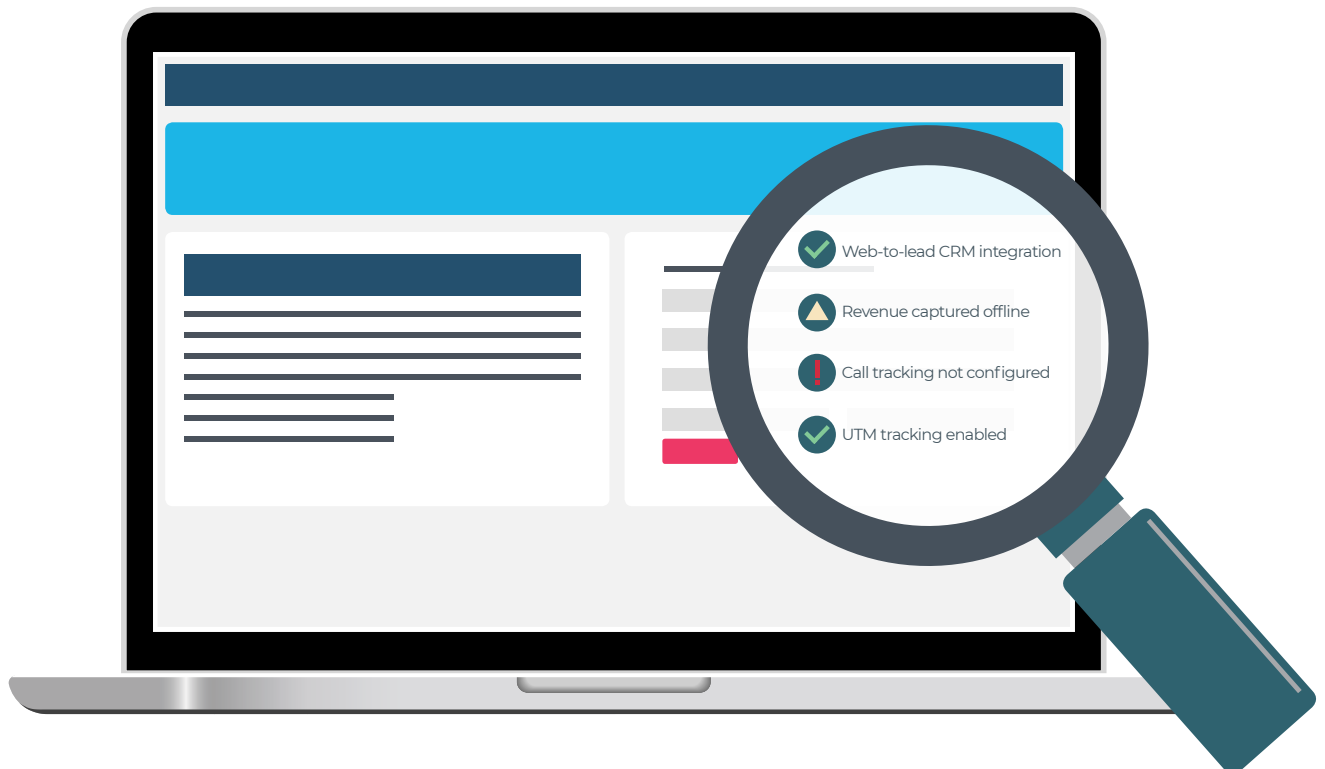 Web-to-lead CRM integration
Revenue captured offline
Call tracking not configured
UTM tracking enabled